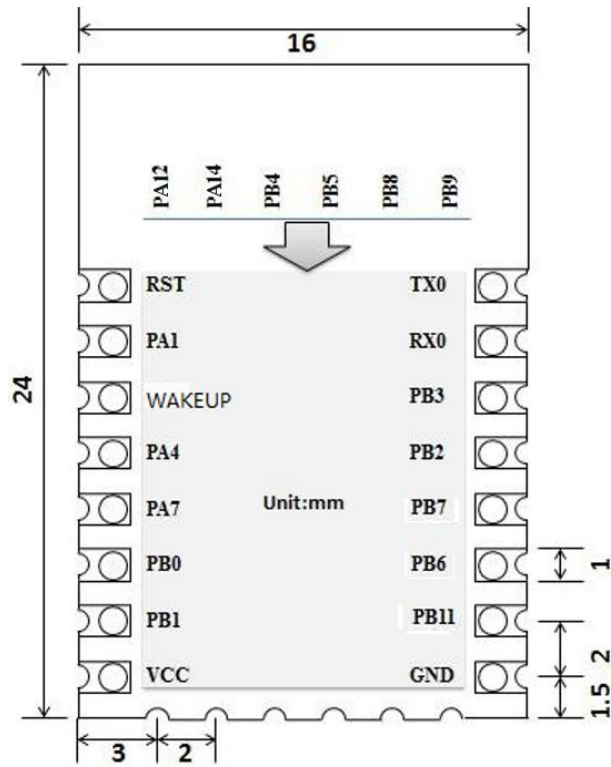 16
PA12 PA14 PB4 PB5 PB8 PB9
RST TX0
PA1 RX0
WAKEUP PB3
24
PA4 PB2
PA7 Unit:mm PB7
PB0 PB6 1
PB1 PB11
2
VCC GND
1.5
3 2